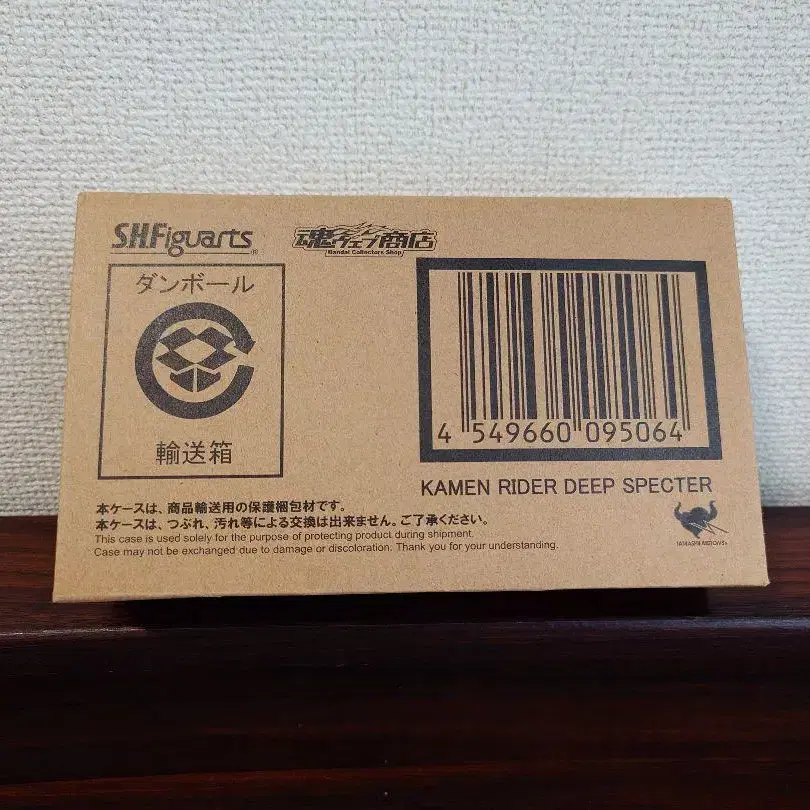 S.H.Figuarts®
魂ウェブ商店
Bandai Collectors Shop
ダンボール
輸送箱
4 549660 095064
KAMEN RIDER DEEP SPECTER
本ケースは、商品輸送用の保護梱包材です。
本ケースは、つぶれ、汚れ等による交換は出来ません。ご了承ください。
This case is used solely for the purpose of protecting product during shipment.
Case may not be exchanged due to damage or discoloration. Thank you for your understanding.
TAMASHII NATIONS